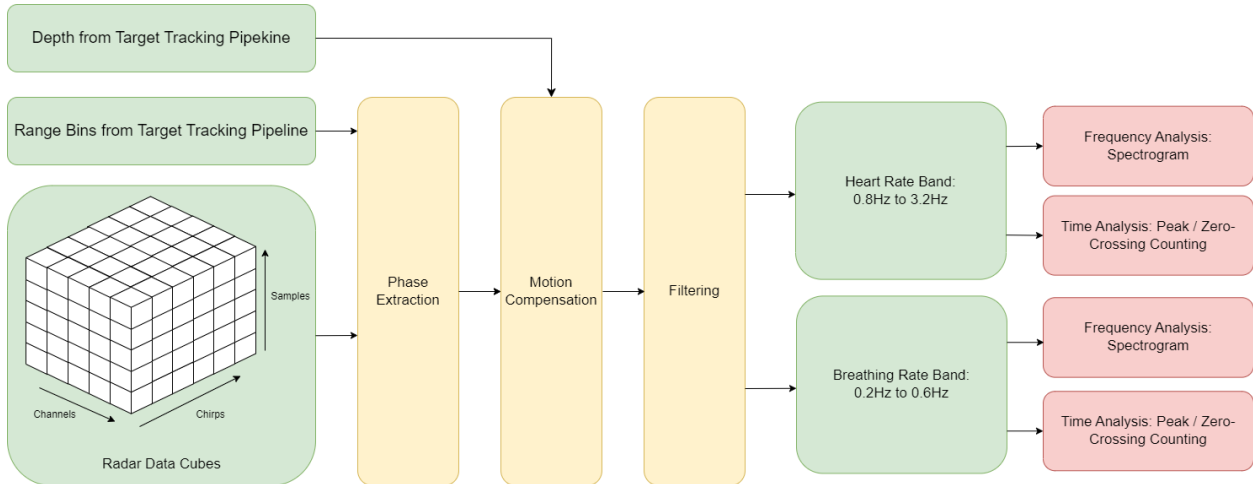 Depth from Target Tracking Pipekine
Range Bins from Target Tracking Pipeline
Samples
Channels
Chirps
Radar Data Cubes
Phase
Extraction
Motion
Compensation
Filtering
Heart Rate Band:
0.8Hz to 3.2Hz
Breathing Rate Band:
0.2Hz to 0.6Hz
Frequency Analysis:
Spectrogram
Time Analysis: Peak / Zero-
Crossing Counting
Frequency Analysis:
Spectrogram
Time Analysis: Peak / Zero-
Crossing Counting